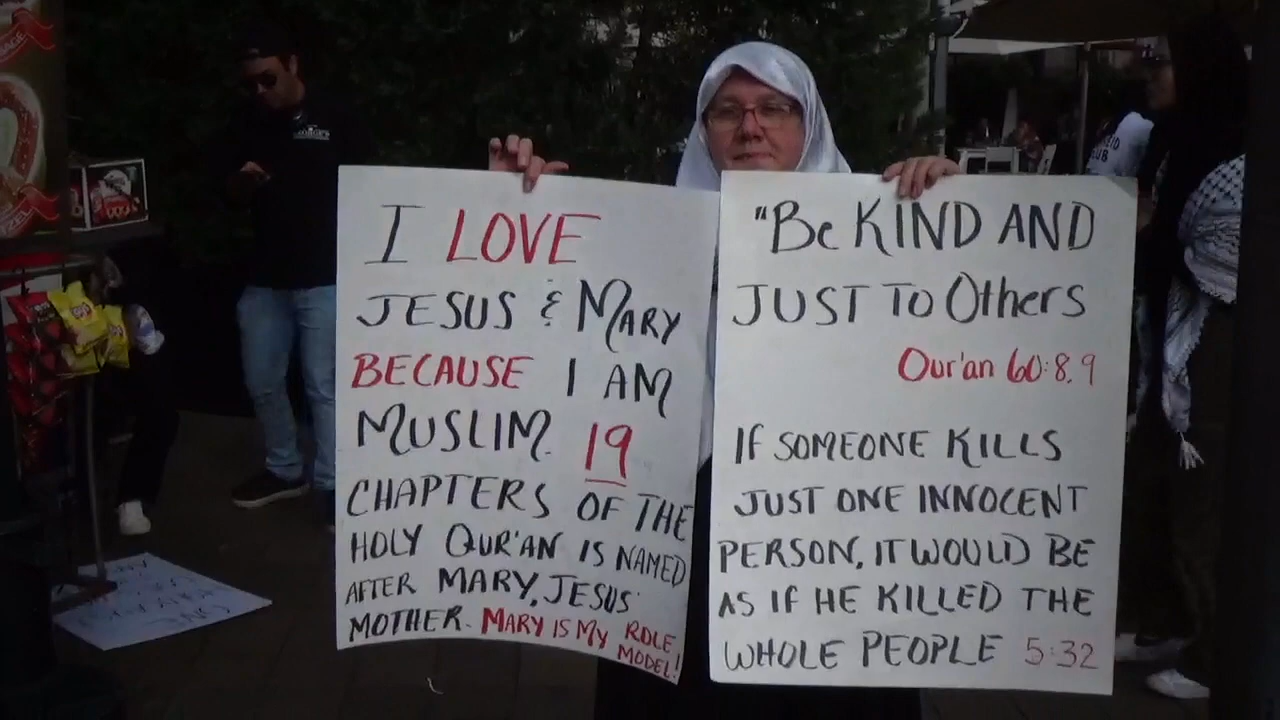 I LOVE
JESUS & MARY
BECAUSE I AM
MUSLIM. 19
CHAPTERS OF THE
HOLY QUR'AN IS NAMED
AFTER MARY, JESUS'
MOTHER. MARY IS MY ROLE
MODEL!
"Be KIND AND
JUST TO Others
Qur'an 60:8,9
IF SOMEONE KILLS
JUST ONE INNOCENT
PERSON, IT WOULD BE
AS IF HE KILLED THE
WHOLE PEOPLE 5:32